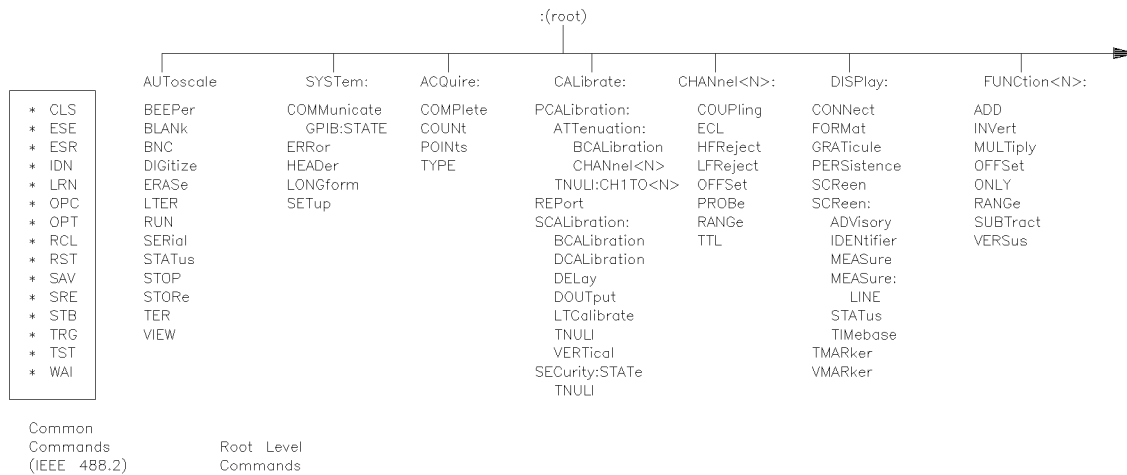 :(root)
AUToscale
SYSTem:
ACQuire:
CALibrate:
CHANnel<N>:
DISPlay:
FUNCtion<N>:
* CLS
* ESE
* ESR
* IDN
* LRN
* OPC
* OPT
* RCL
* RST
* SAV
* SRE
* STB
* TRG
* TST
* WAI
BEEPer
BLANk
BNC
DIGitize
ERASe
LTER
RUN
SERial
STATus
STOP
STORe
TER
VIEW
COMMunicate
GPIB:STATE
ERRor
HEADer
LONGform
SETup
COMPlete
COUNt
POINts
TYPE
PCALibration:
ATTenuation:
BCALibration
CHANnel<N>
TNULl:CH1TO<N>
REPort
SCALibration:
BCALibration
DCALibration
DELay
DOUTput
LTCalibrate
TNULl
VERTical
SECurity:STATe
TNULl
COUPling
ECL
HFReject
LFReject
OFFSet
PROBe
RANGe
TTL
CONNect
FORMat
GRATicule
PERSistence
SCReen
SCReen:
ADVisory
IDENtifier
MEASure
MEASure:
LINE
STATus
TIMebase
TMARker
VMARker
ADD
INVert
MULTiply
OFFSet
ONLY
RANGe
SUBTract
VERSus
Common
Commands
(IEEE 488.2)
Root Level
Commands